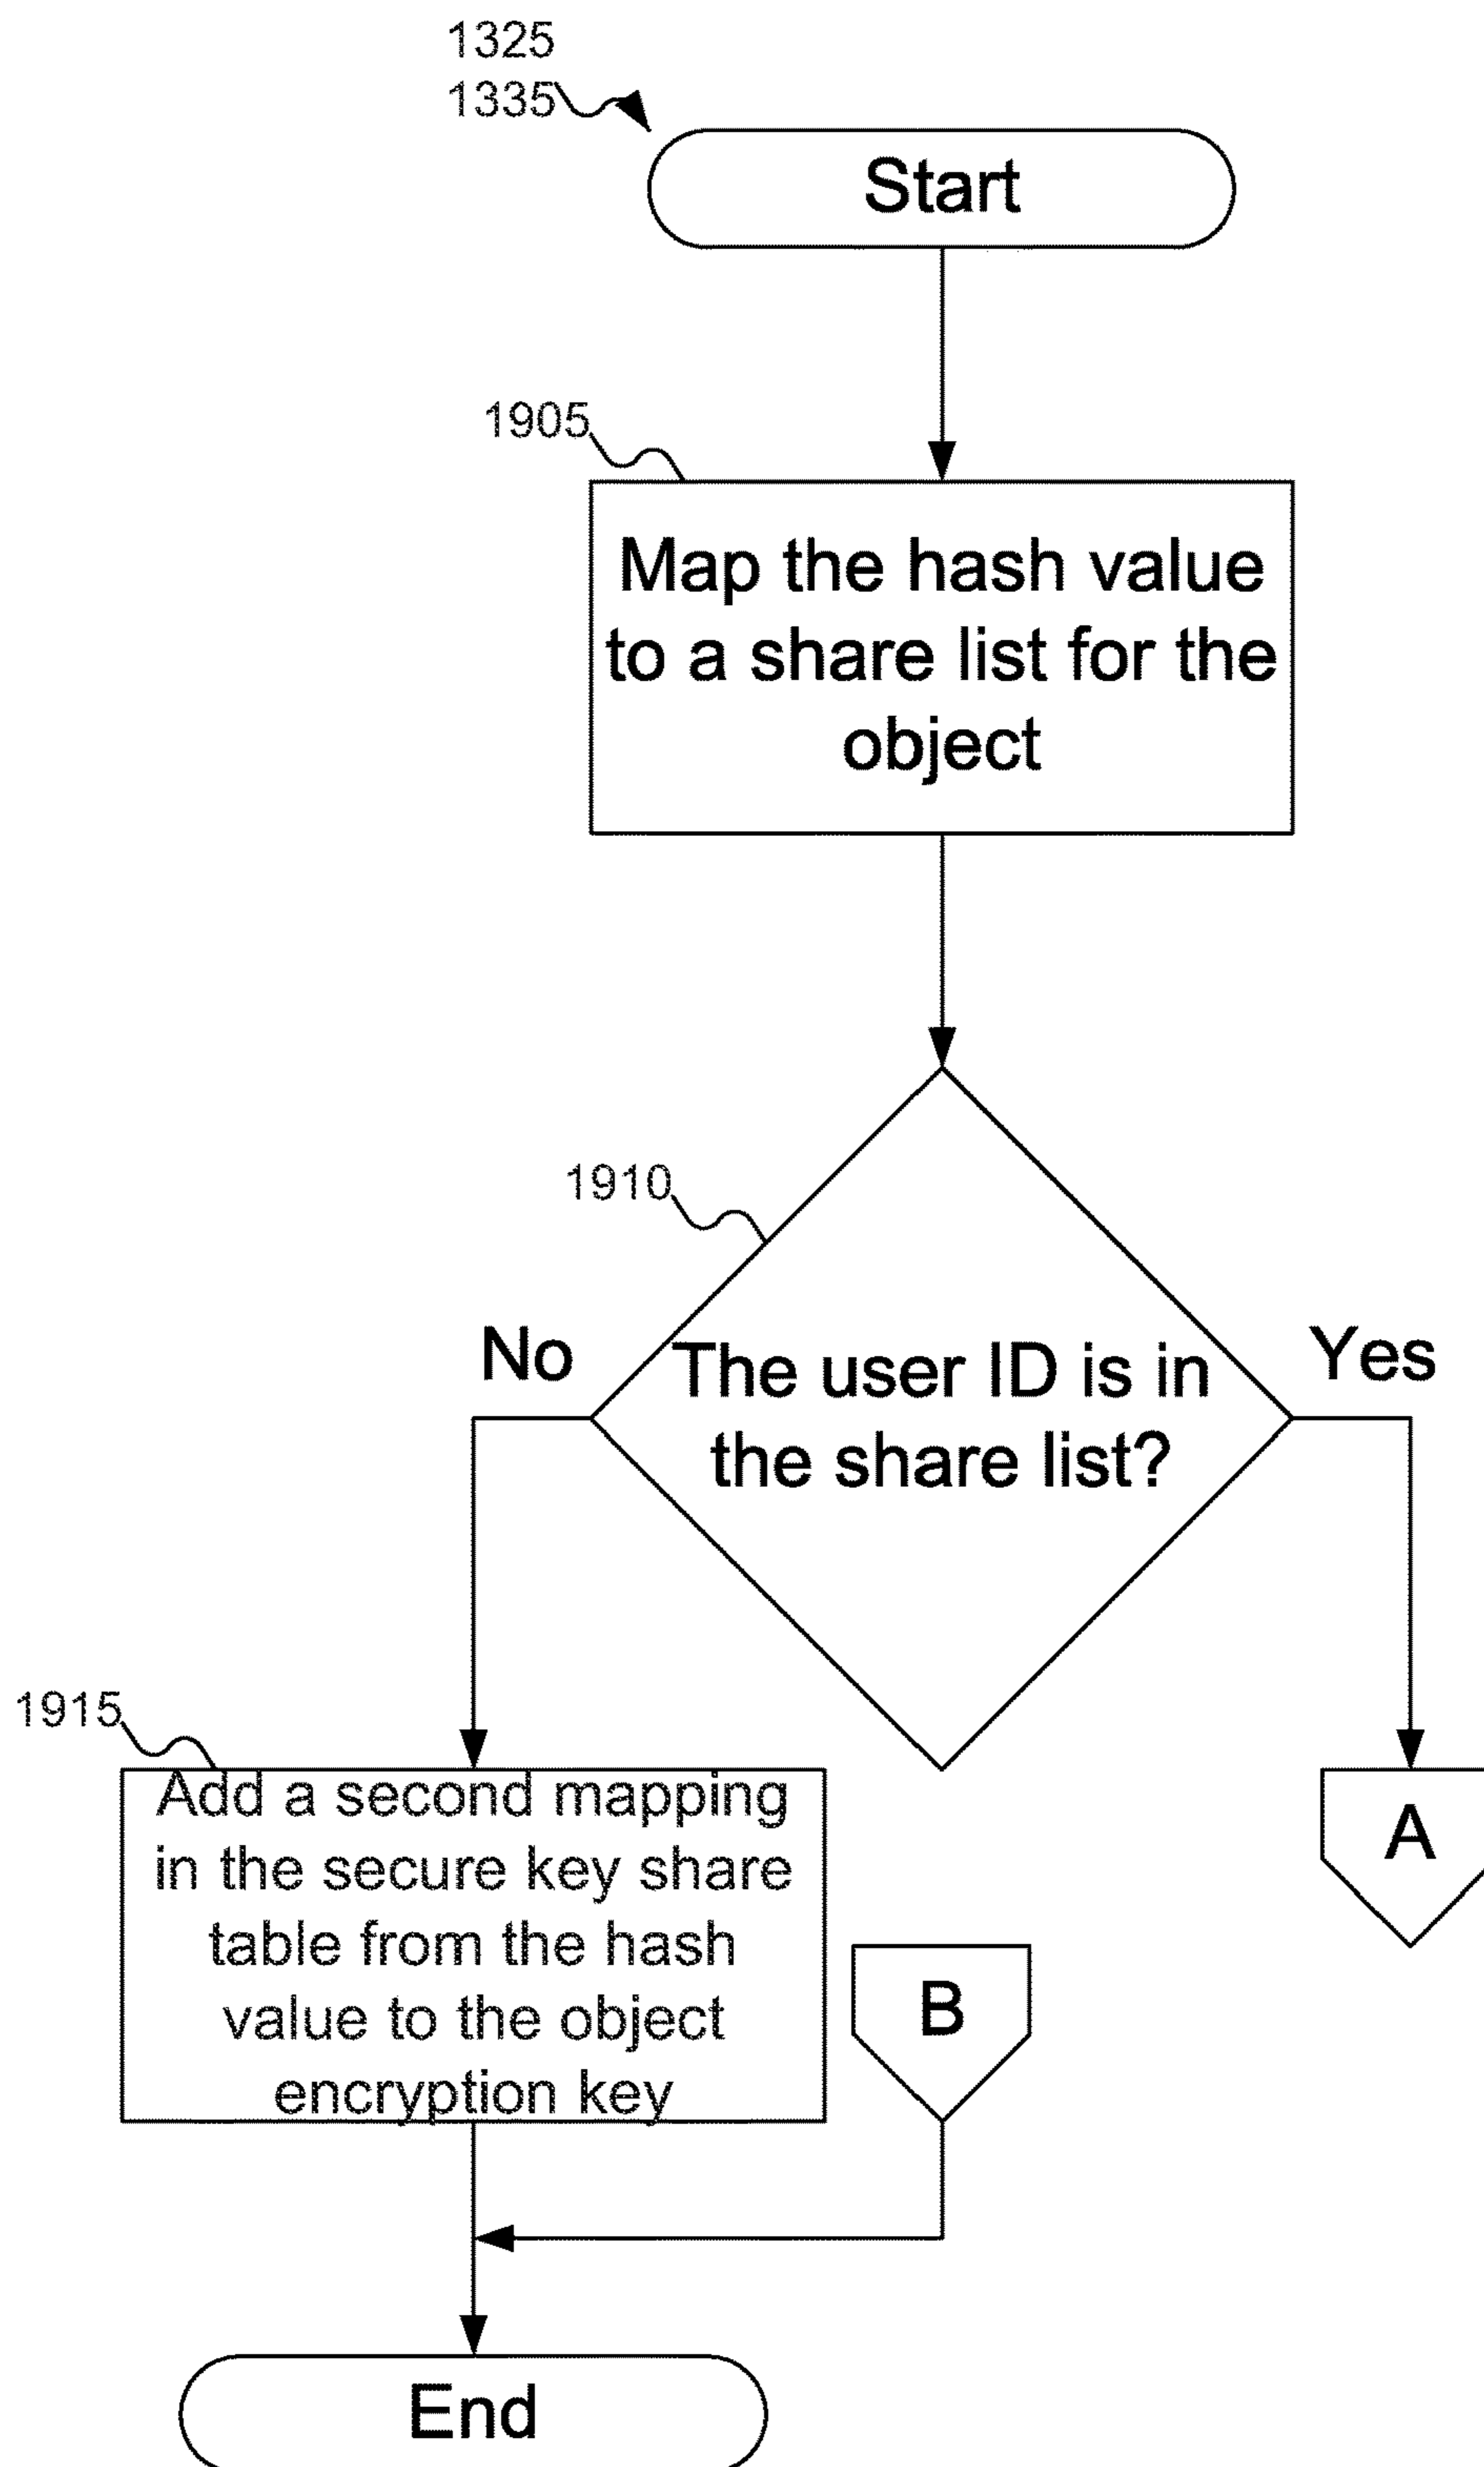 1325
1335
Start
1905
Map the hash value
to a share list for the
object
1910
No
The user ID is in
the share list?
Yes
1915
Add a second mapping
in the secure key share
table from the hash
value to the object
encryption key
A
B
End